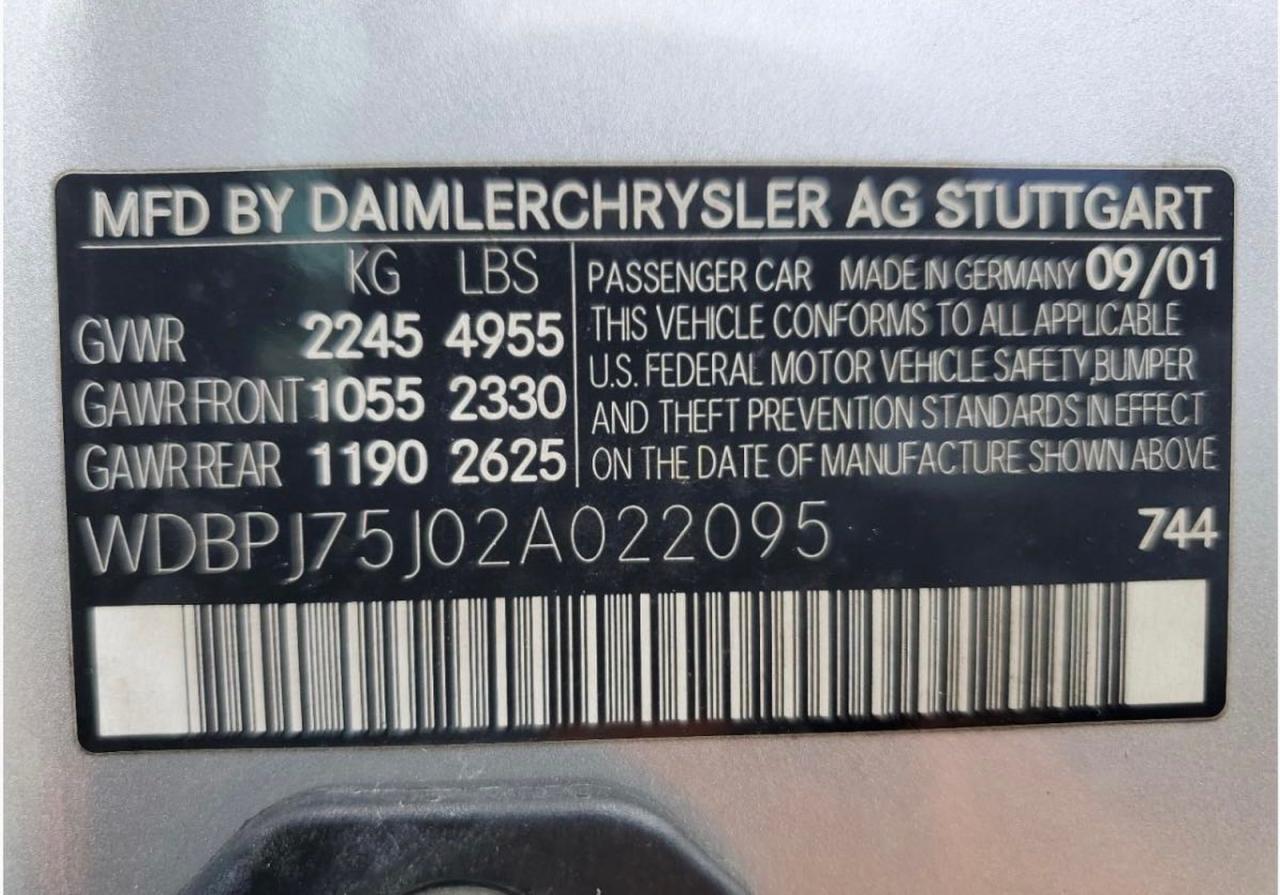 MFD BY DAIMLERCHRYSLER AG STUTTGART
KG LBS
GVWR 2245 4955
GAWR FRONT 1055 2330
GAWR REAR 1190 2625
PASSENGER CAR MADE IN GERMANY 09/01
THIS VEHICLE CONFORMS TO ALL APPLICABLE
U.S. FEDERAL MOTOR VEHICLE SAFETY,BUMPER
AND THEFT PREVENTION STANDARDS IN EFFECT
ON THE DATE OF MANUFACTURE SHOWN ABOVE
WDBPJ75J02A022095 744